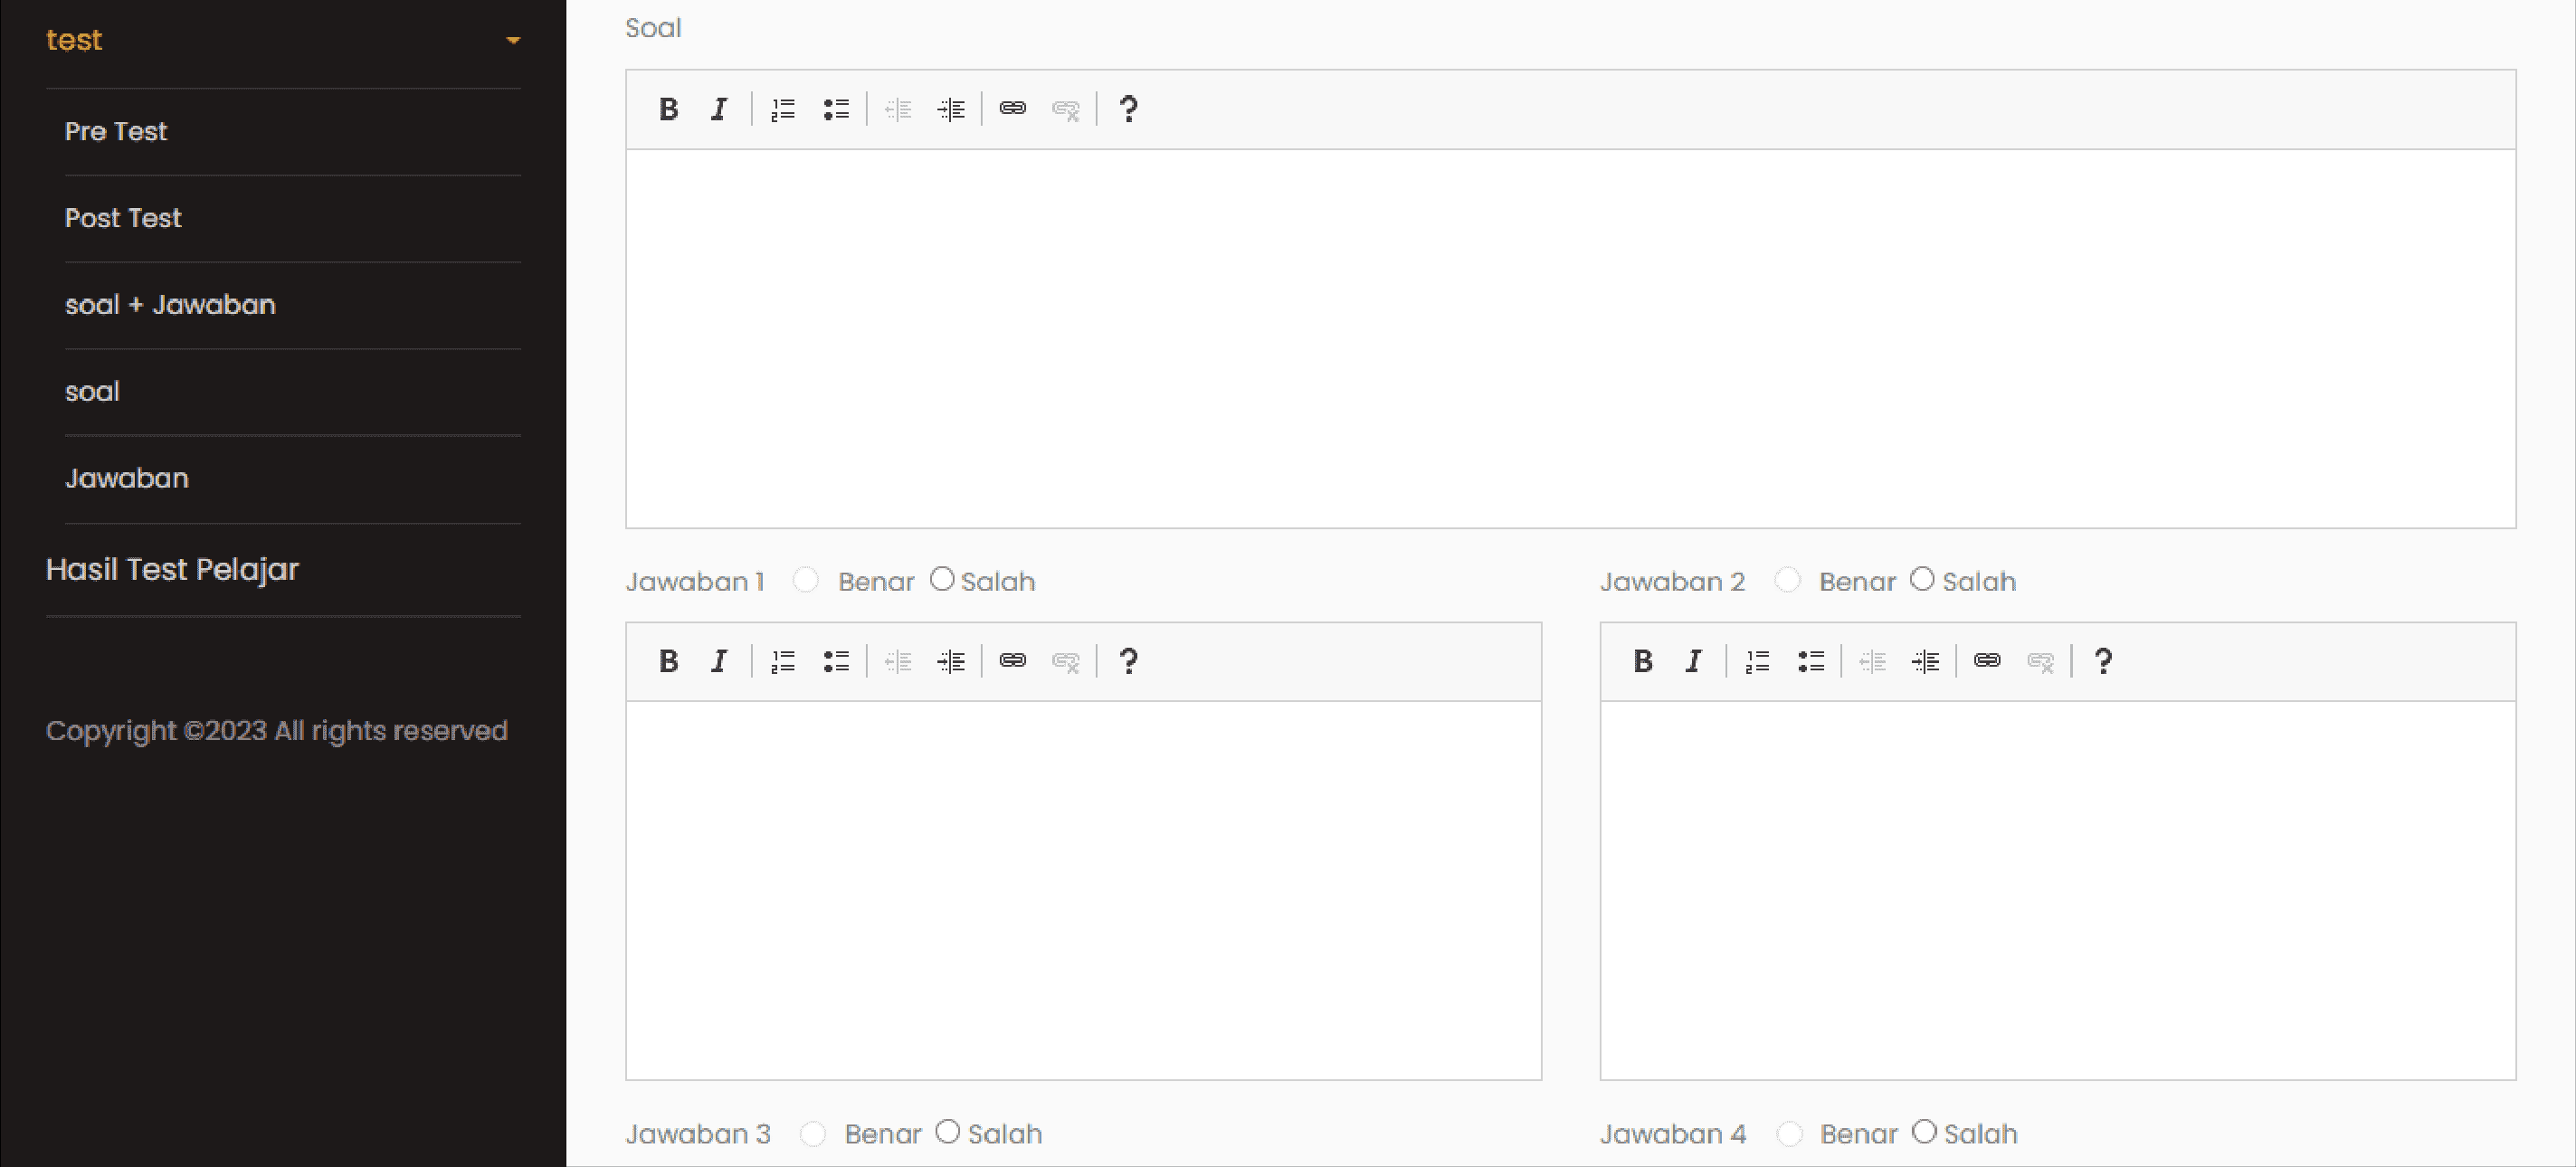 test
Pre Test
Post Test
soal + Jawaban
soal
Jawaban
Hasil Test Pelajar
Copyright ©2023 All rights reserved
Soal
B I ?
Jawaban 1 Benar Salah
B I ?
Jawaban 2 Benar Salah
B I ?
Jawaban 3 Benar Salah
Jawaban 4 Benar Salah